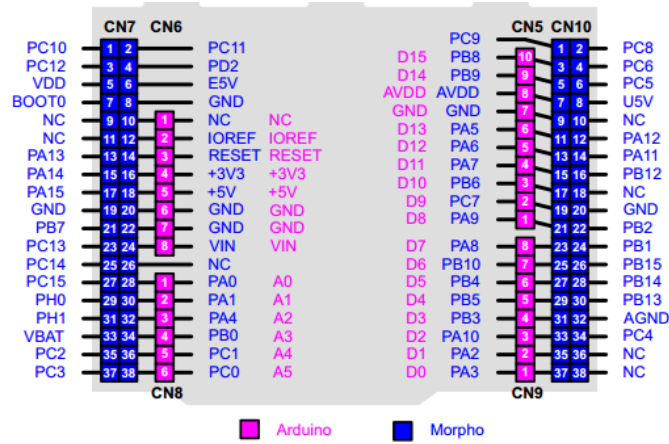 CN7 CN6 CN5 CN10
PC9
PC10 1 2 PC11 1 2 PC8
PC12 3 4 PD2 D15 PB8 10 3 4 PC6
VDD 5 6 E5V D14 PB9 9 5 6 PC5
BOOT0 7 8 GND AVDD AVDD 8 7 8 U5V
NC 9 10 1 NC NC GND GND 7 9 10 NC
NC 11 12 2 IOREF IOREF D13 PA5 6 11 12 PA12
PA13 13 14 3 RESET RESET D12 PA6 5 13 14 PA11
PA14 15 16 4 +3V3 +3V3 D11 PA7 4 15 16 PB12
PA15 17 18 5 +5V +5V D10 PB6 3 17 18 NC
GND 19 20 6 GND GND D9 PC7 2 19 20 GND
PB7 21 22 7 GND GND D8 PA9 1 21 22 PB2
PC13 23 24 8 VIN VIN D7 PA8 8 23 24 PB1
PC14 25 26 NC D6 PB10 7 25 26 PB15
PC15 27 28 1 PA0 A0 D5 PB4 6 27 28 PB14
PH0 29 30 2 PA1 A1 D4 PB5 5 29 30 PB13
PH1 31 32 3 PA4 A2 D3 PB3 4 31 32 AGND
VBAT 33 34 4 PB0 A3 D2 PA10 3 33 34 PC4
PC2 35 36 5 PC1 A4 D1 PA2 2 35 36 NC
PC3 37 38 6 PC0 A5 D0 PA3 1 37 38 NC
CN8 CN9
Arduino Morpho